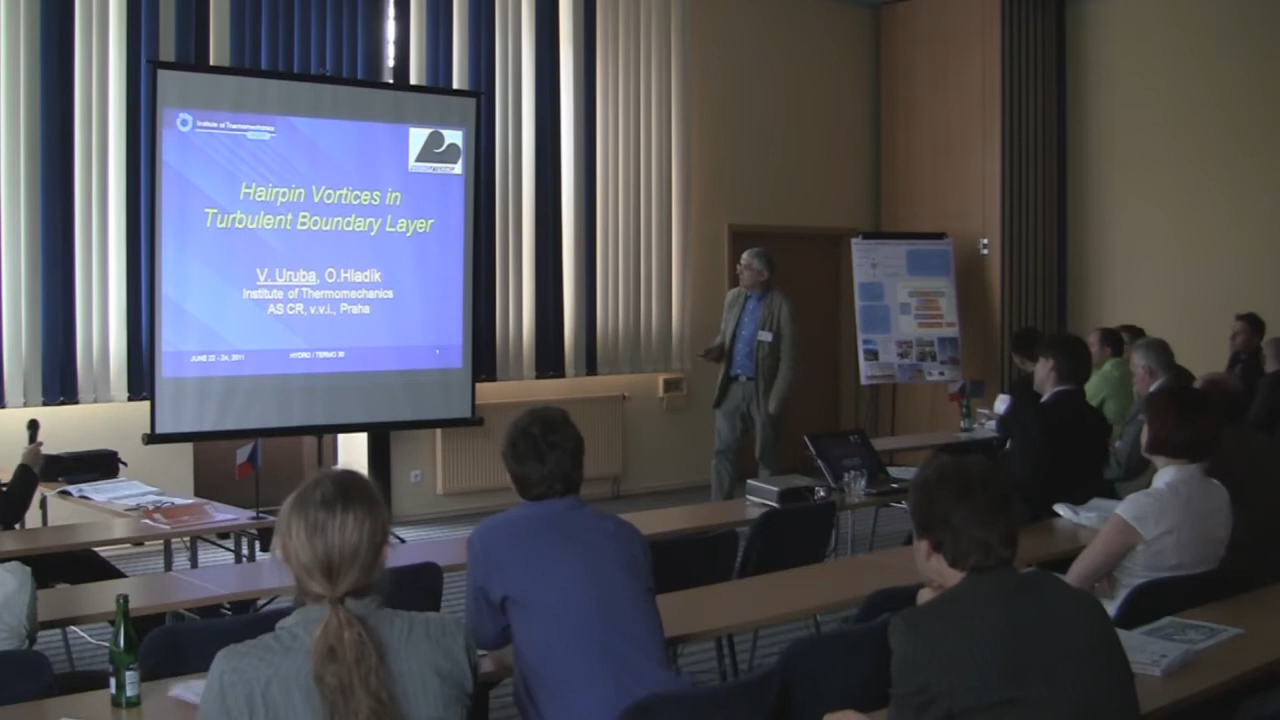 Institute of Thermomechanics
Hairpin Vortices in
Turbulent Boundary Layer
V. Uruba, O.Hladík
Institute of Thermomechanics
AS CR, v.v.i., Praha
JUNE 22 - 24, 2011
HYDRO / TERMO 30
1